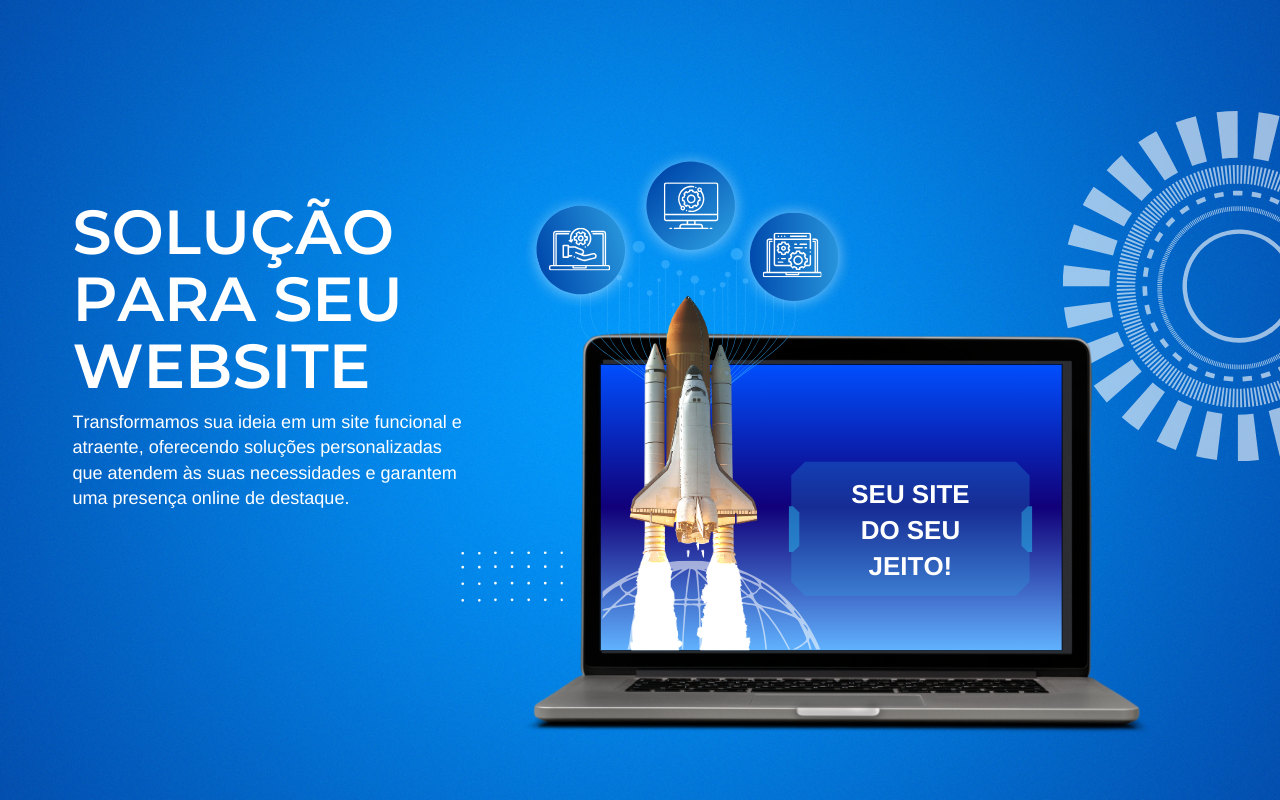 SOLUÇÃO
PARA SEU
WEBSITE
Transformamos sua ideia em um site funcional e
atraente, oferecendo soluções personalizadas
que atendem às suas necessidades e garantem
uma presença online de destaque.
SEU SITE
DO SEU
JEITO!